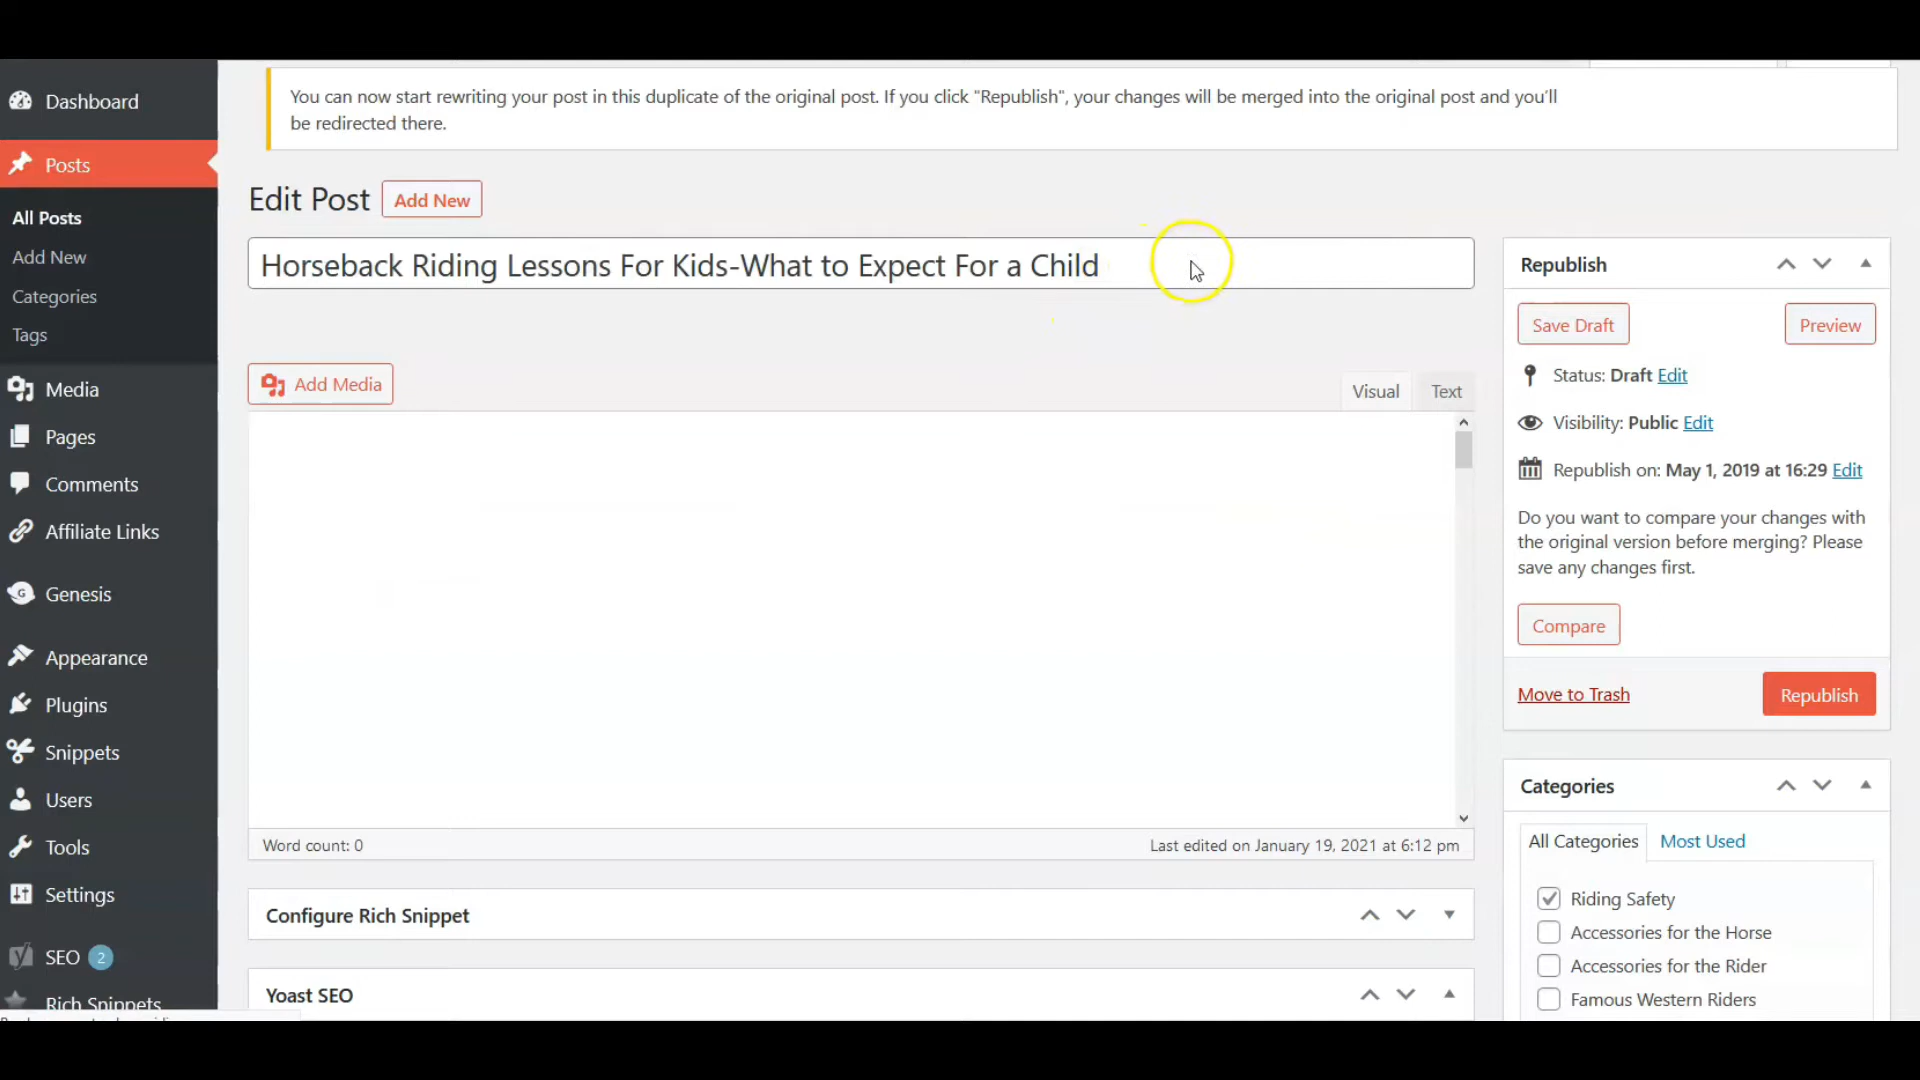 You can now start rewriting your post in this duplicate of the original post. If you click "Republish", your changes will be merged into the original post and you'll
be redirected there.
Dashboard
Posts
All Posts
Add New
Categories
Tags
Media
Pages
Comments
Affiliate Links
Genesis
Appearance
Plugins
Snippets
Users
Tools
Settings
SEO 2
Rich Snippets
Edit Post Add New
Horseback Riding Lessons For Kids-What to Expect For a Child
Add Media
Visual Text
Word count: 0 Last edited on January 19, 2021 at 6:12 pm
Configure Rich Snippet
Yoast SEO
Republish
Save Draft Preview
Status: Draft Edit
Visibility: Public Edit
Republish on: May 1, 2019 at 16:29 Edit
Do you want to compare your changes with
the original version before merging? Please
save any changes first.
Compare
Move to Trash Republish
Categories
All Categories Most Used
Riding Safety
Accessories for the Horse
Accessories for the Rider
Famous Western Riders